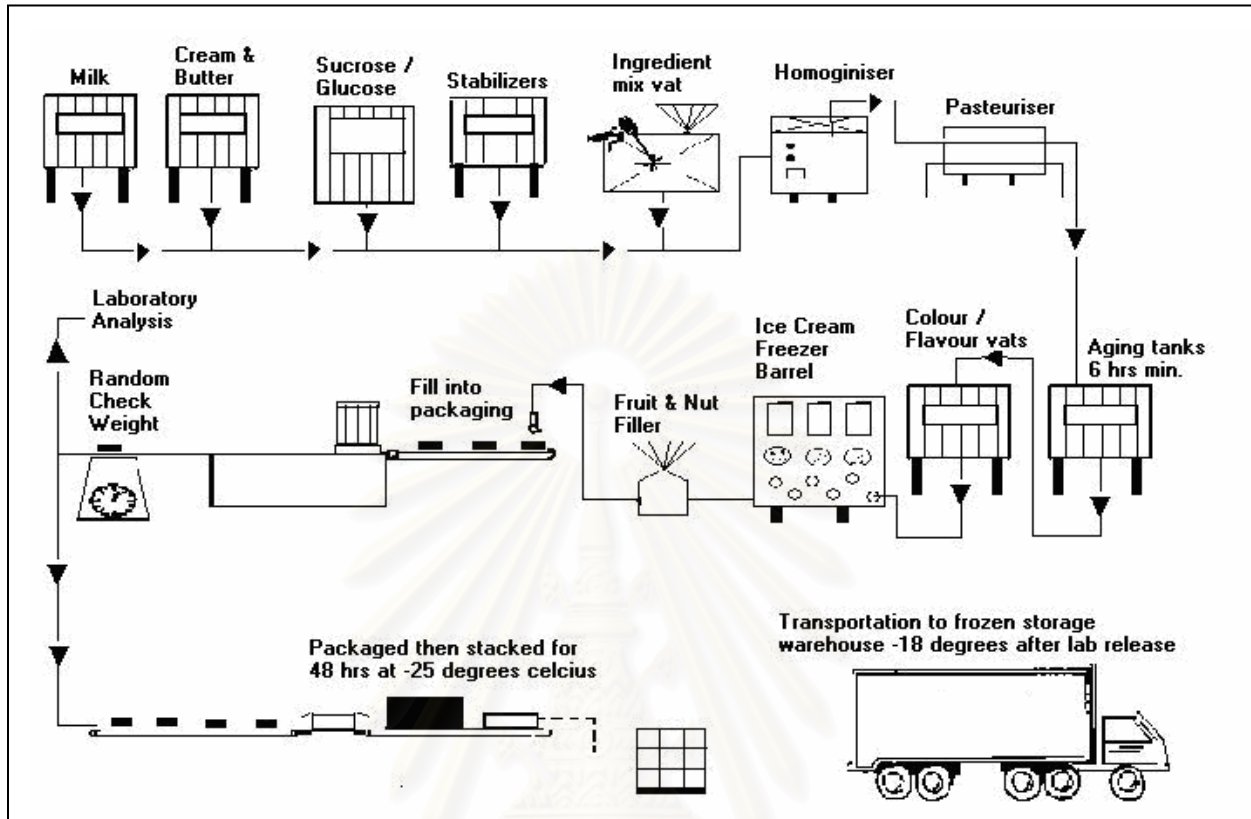 Milk
Cream &
Butter
Sucrose /
Glucose
Stabilizers
Ingredient
mix vat
Homoginiser
Pasteuriser
Laboratory
Analysis
Random
Check
Weight
Fill into
packaging
Fruit & Nut
Filler
Ice Cream
Freezer
Barrel
Colour /
Flavour vats
Aging tanks
6 hrs min.
Packaged then stacked for
48 hrs at -25 degrees celcius
Transportation to frozen storage
warehouse -18 degrees after lab release